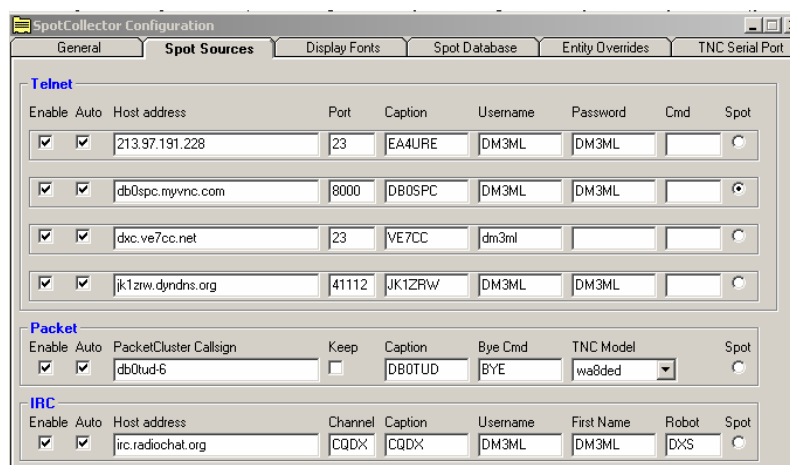 SpotCollector Configuration
General Spot Sources Display Fonts Spot Database Entity Overrides TNC Serial Port
Telnet
Enable Auto Host address Port Caption Username Password Cmd Spot
213.97.191.228 23 EA4URE DM3ML DM3ML
db0spc.myvnc.com 8000 DB0SPC DM3ML DM3ML
dxc.ve7cc.net 23 VE7CC dm3ml
jk1zrw.dyndns.org 41112 JK1ZRW DM3ML DM3ML
Packet
Enable Auto PacketCluster Callsign Keep Caption Bye Cmd TNC Model Spot
db0tud-6 DB0TUD BYE wa8ded
IRC
Enable Auto Host address Channel Caption Username First Name Robot Spot
irc.radiochat.org CQDX CQDX DM3ML DM3ML DXS